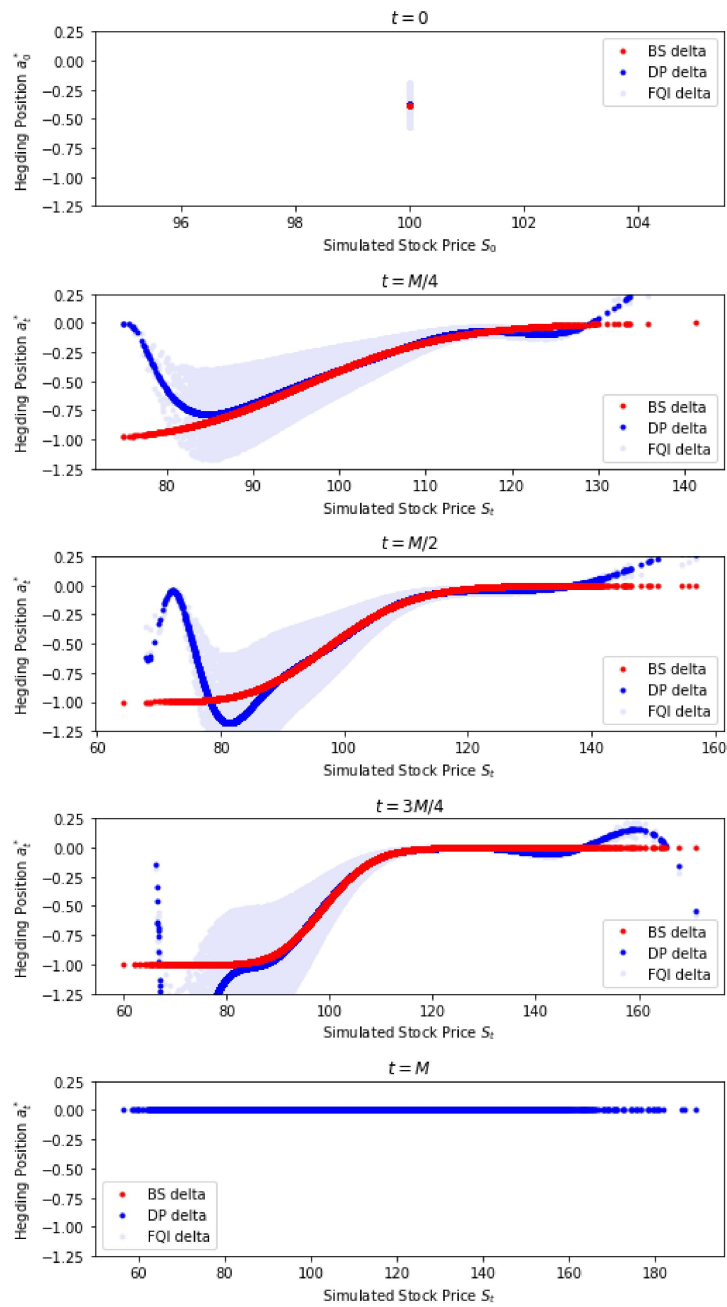 t = 0
0.25
0.00
−0.25
−0.50
−0.75
−1.00
−1.25
Hegding Position a₀*
BS delta
DP delta
FQI delta
96 98 100 102 104
Simulated Stock Price S₀
t = M/4
0.25
0.00
−0.25
−0.50
−0.75
−1.00
−1.25
Hegding Position aₜ*
BS delta
DP delta
FQI delta
80 90 100 110 120 130 140
Simulated Stock Price Sₜ
t = M/2
0.25
0.00
−0.25
−0.50
−0.75
−1.00
−1.25
Hegding Position aₜ*
BS delta
DP delta
FQI delta
60 80 100 120 140 160
Simulated Stock Price Sₜ
t = 3M/4
0.25
0.00
−0.25
−0.50
−0.75
−1.00
−1.25
Hegding Position aₜ*
BS delta
DP delta
FQI delta
60 80 100 120 140 160
Simulated Stock Price Sₜ
t = M
0.25
0.00
−0.25
−0.50
−0.75
−1.00
−1.25
Hegding Position aₜ*
BS delta
DP delta
FQI delta
60 80 100 120 140 160 180
Simulated Stock Price Sₜ